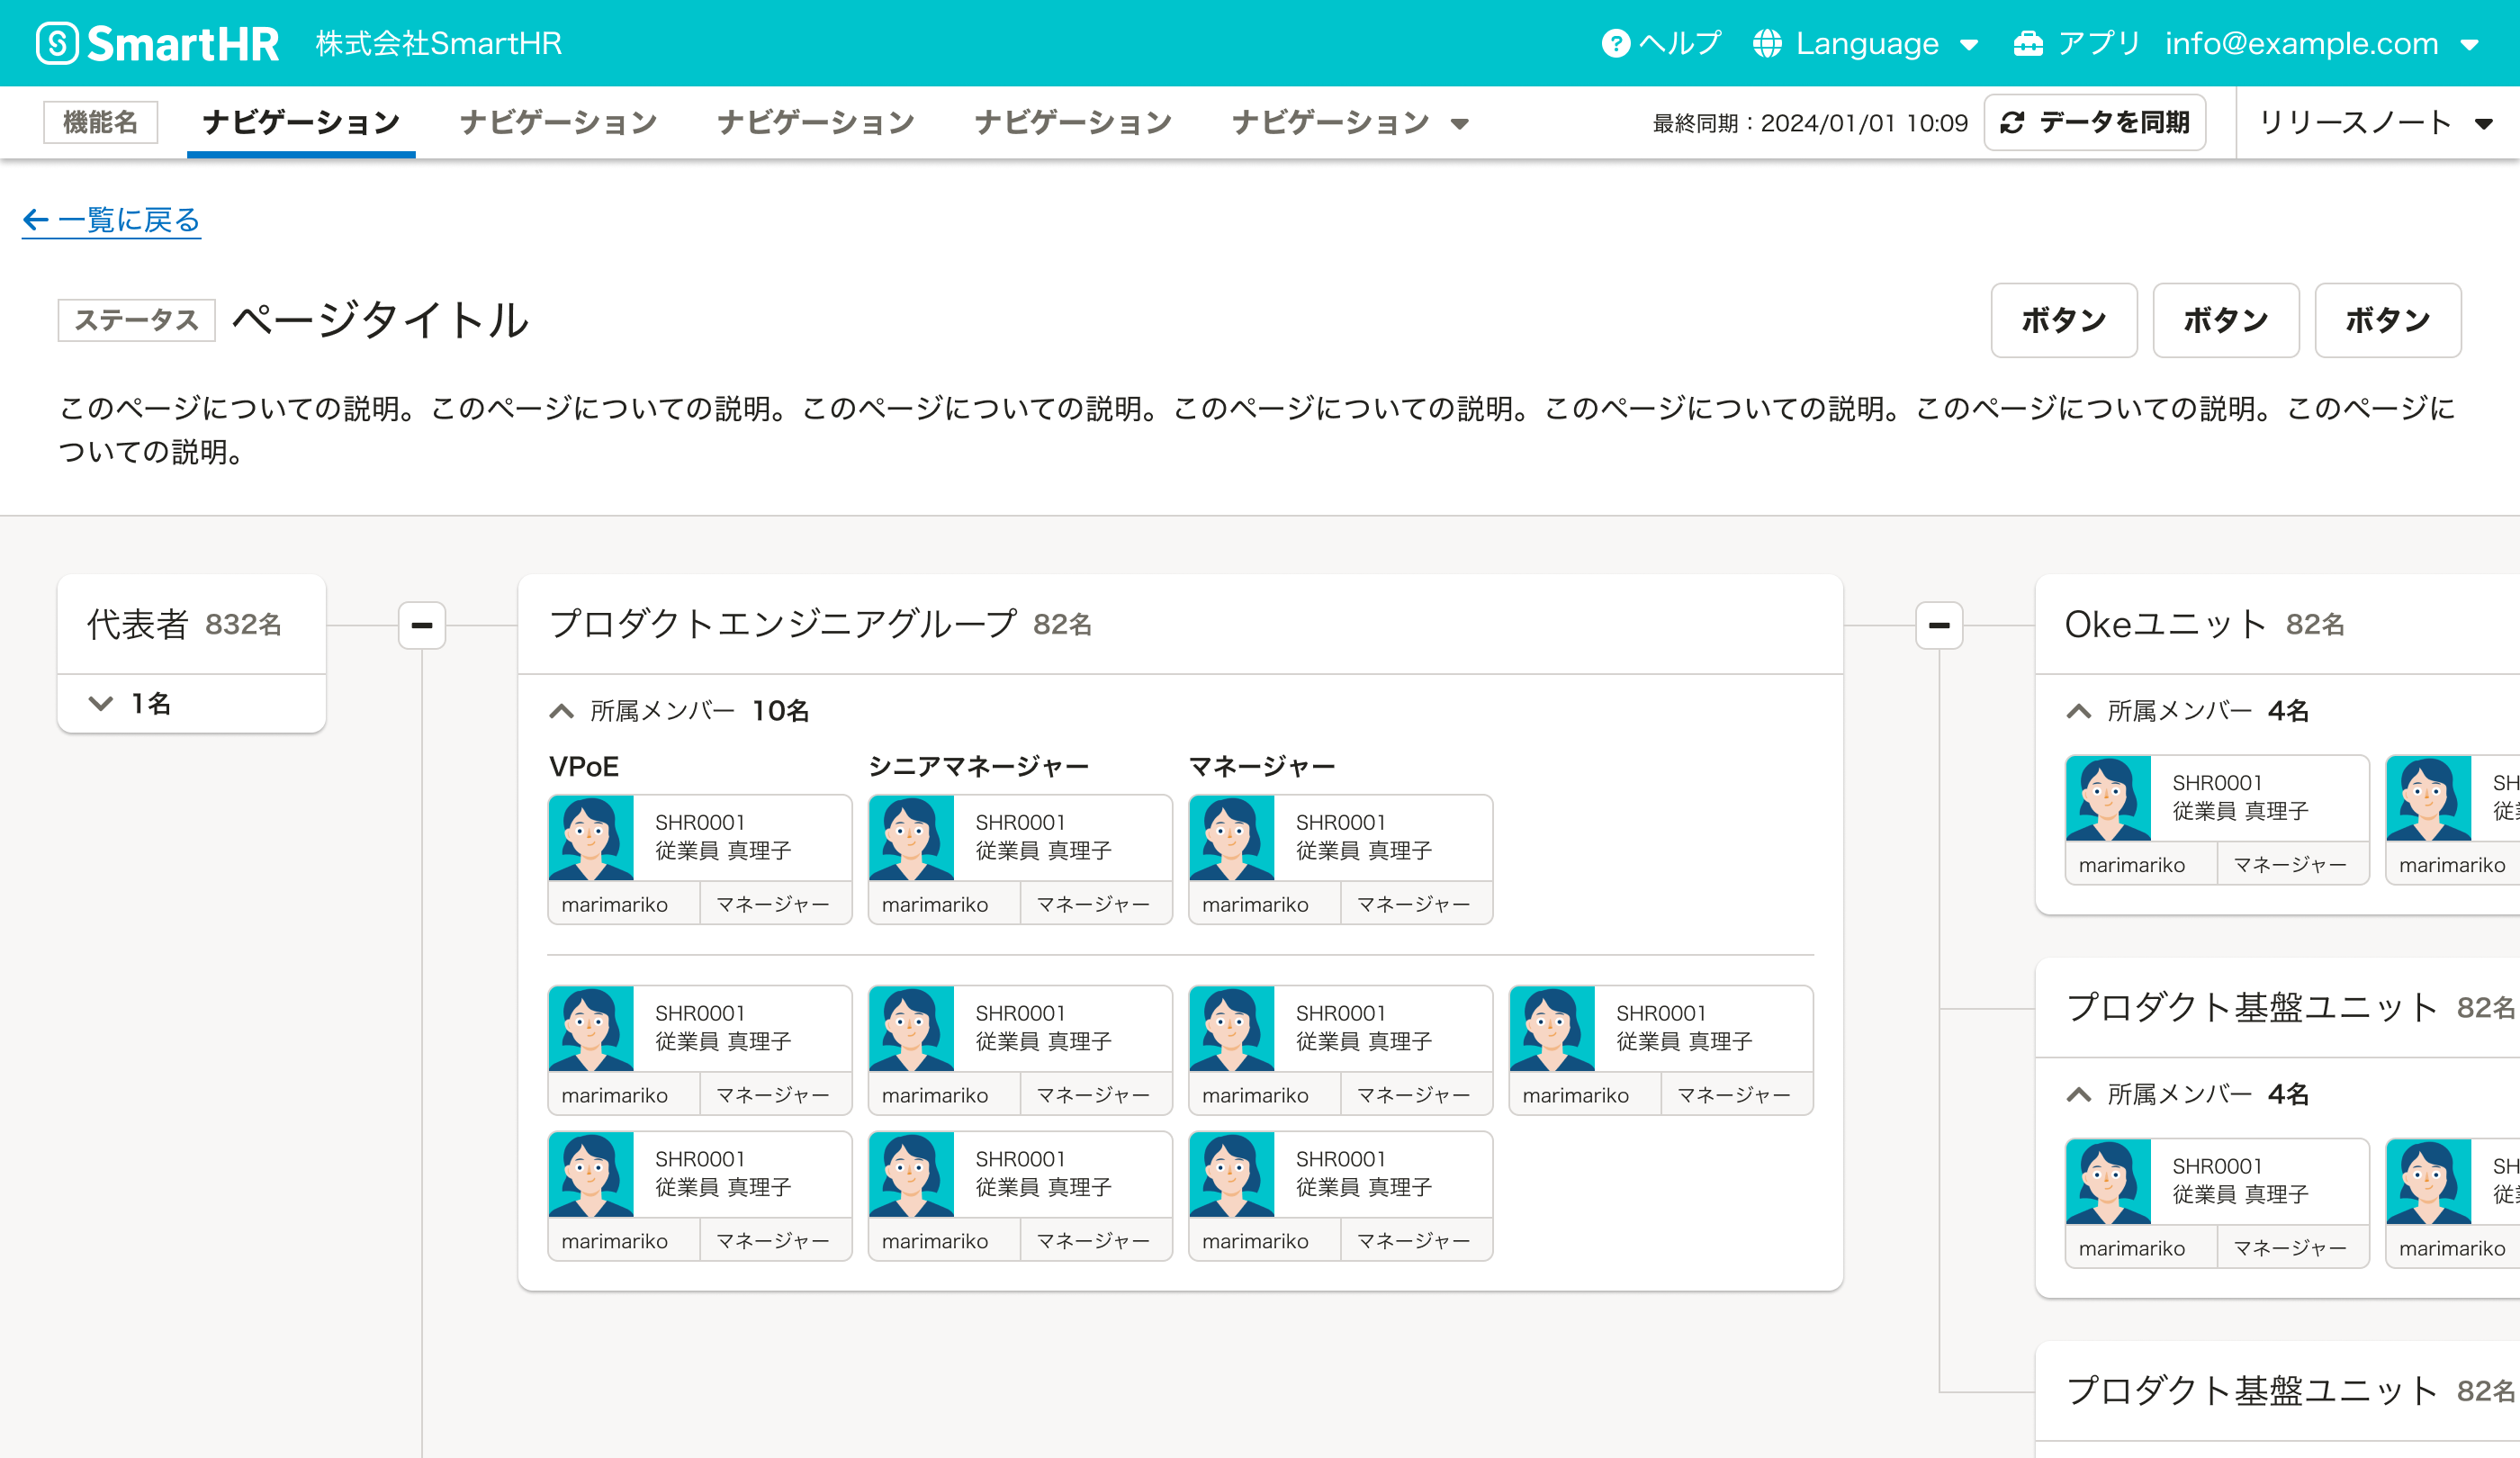 SmartHR 株式会社SmartHR ヘルプ Language アプリ info@example.com
機能名 ナビゲーション ナビゲーション ナビゲーション ナビゲーション ナビゲーション 最終同期：2024/01/01 10:09 データを同期 リリースノート
一覧に戻る
ステータス ページタイトル ボタン ボタン ボタン
このページについての説明。このページについての説明。このページについての説明。このページについての説明。このページについての説明。このページについての説明。このページに
ついての説明。
代表者 832名
1名
プロダクトエンジニアグループ 82名
所属メンバー 10名
VPoE シニアマネージャー マネージャー
SHR0001 SHR0001 SHR0001
従業員 真理子 従業員 真理子 従業員 真理子
marimariko マネージャー marimariko マネージャー marimariko マネージャー
SHR0001 SHR0001 SHR0001 SHR0001
従業員 真理子 従業員 真理子 従業員 真理子 従業員 真理子
marimariko マネージャー marimariko マネージャー marimariko マネージャー marimariko マネージャー
SHR0001 SHR0001 SHR0001
従業員 真理子 従業員 真理子 従業員 真理子
marimariko マネージャー marimariko マネージャー marimariko マネージャー
Okeユニット 82名
所属メンバー 4名
SHR0001 SH
従業員 真理子 従
marimariko マネージャー marimariko
プロダクト基盤ユニット 82名
所属メンバー 4名
SHR0001 SH
従業員 真理子 従
marimariko マネージャー marimariko
プロダクト基盤ユニット 82名